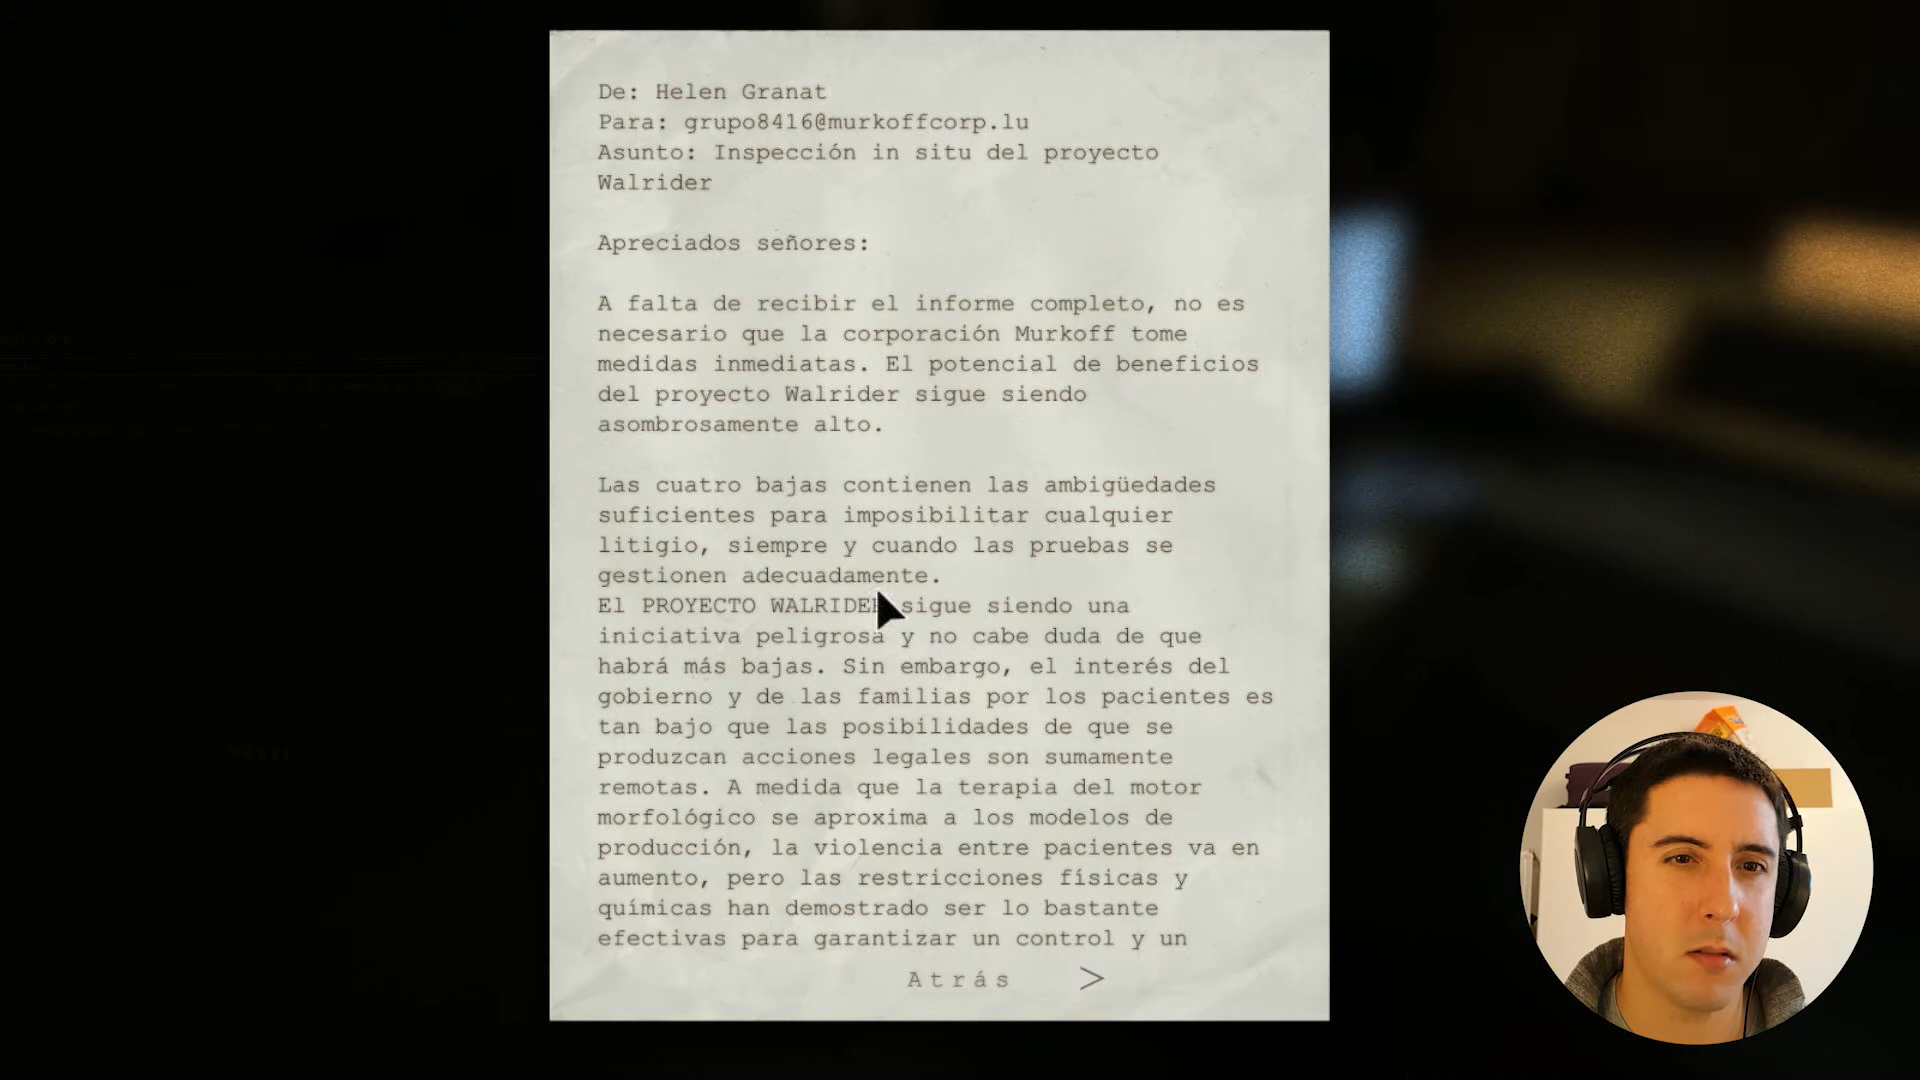 De: Helen Granat
Para: grupo8416@murkoffcorp.lu
Asunto: Inspección in situ del proyecto
Walrider
Apreciados señores:
A falta de recibir el informe completo, no es
necesario que la corporación Murkoff tome
medidas inmediatas. El potencial de beneficios
del proyecto Walrider sigue siendo
asombrosamente alto.
Las cuatro bajas contienen las ambigüedades
suficientes para imposibilitar cualquier
litigio, siempre y cuando las pruebas se
gestionen adecuadamente.
El PROYECTO WALRIDER sigue siendo una
iniciativa peligrosa y no cabe duda de que
habrá más bajas. Sin embargo, el interés del
gobierno y de las familias por los pacientes es
tan bajo que las posibilidades de que se
produzcan acciones legales son sumamente
remotas. A medida que la terapia del motor
morfológico se aproxima a los modelos de
producción, la violencia entre pacientes va en
aumento, pero las restricciones físicas y
químicas han demostrado ser lo bastante
efectivas para garantizar un control y un
Atrás >